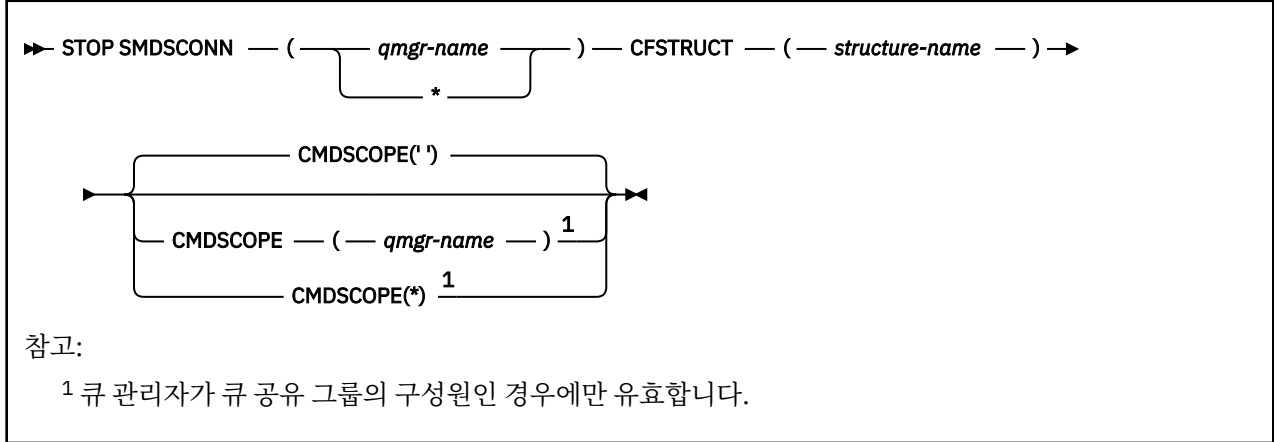 STOP SMDSCONN ( qmgr-name ) CFSTRUCT ( structure-name )
*
CMDSCOPE(' ')
CMDSCOPE ( qmgr-name ) 1
CMDSCOPE(*) 1
참고:
1 큐 관리자가 큐 공유 그룹의 구성원인 경우에만 유효합니다.